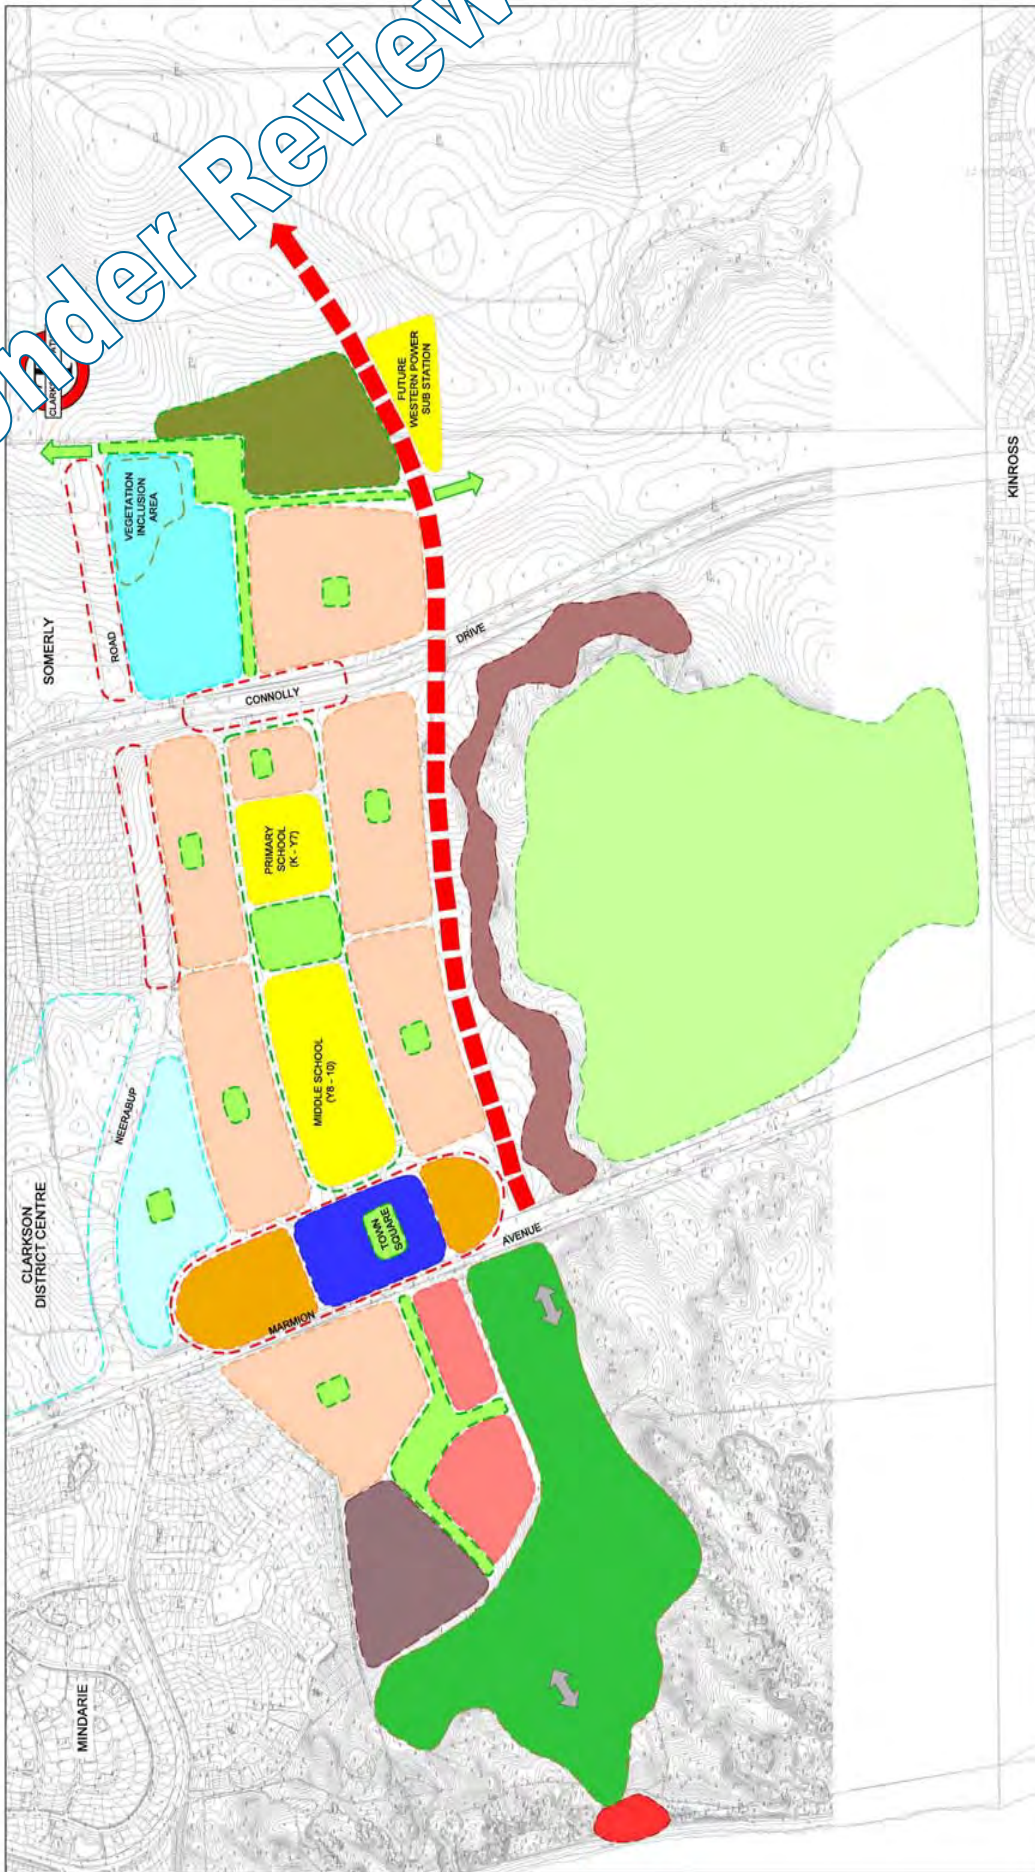 Under Review
CLARKSON
FUTURE
WESTERN POWER
SUB STATION
KINROSS
VEGETATION
INCLUSION
AREA
SOMERLY
ROAD
DRIVE
CONNOLLY
PRIMARY
SCHOOL
(K - Y7)
MIDDLE SCHOOL
(Y8 - 10)
NEERABUP
CLARKSON
DISTRICT CENTRE
TOWN
SQUARE
AVENUE
MARMION
MINDARIE